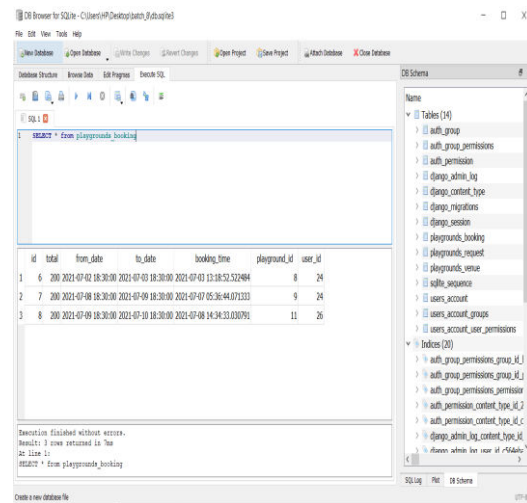 DB Browser for SQLite - C:\Users\HP\Desktop\batch_8\db.sqlite3
File Edit View Tools Help
New Database Open Database Write Changes Revert Changes Open Project Save Project Attach Database Close Database
Database Structure Browse Data Edit Pragmas Execute SQL
SQL 1
1 SELECT * from playgrounds_booking
id total from_date to_date booking_time playground_id user_id
1 6 200 2021-07-02 18:30:00 2021-07-03 18:30:00 2021-07-03 13:18:52.522484 8 24
2 7 200 2021-07-08 18:30:00 2021-07-09 18:30:00 2021-07-07 05:36:44.071333 9 24
3 8 200 2021-07-09 18:30:00 2021-07-10 18:30:00 2021-07-08 14:34:33.030791 11 26
Execution finished without errors.
Result: 3 rows returned in 7ms
At line 1:
SELECT * from playgrounds_booking
DB Schema
Name
Tables (14)
auth_group
auth_group_permissions
auth_permission
django_admin_log
django_content_type
django_migrations
django_session
playgrounds_booking
playgrounds_request
playgrounds_venue
sqlite_sequence
users_account
users_account_groups
users_account_user_permissions
Indices (20)
auth_group_permissions_group_id_
auth_group_permissions_group_id_
auth_group_permissions_permission
auth_permission_content_type_id_2
auth_permission_content_type_id_c
django_admin_log_content_type_id_
SQL Log Plot DB Schema
Create a new database file
UTF-8